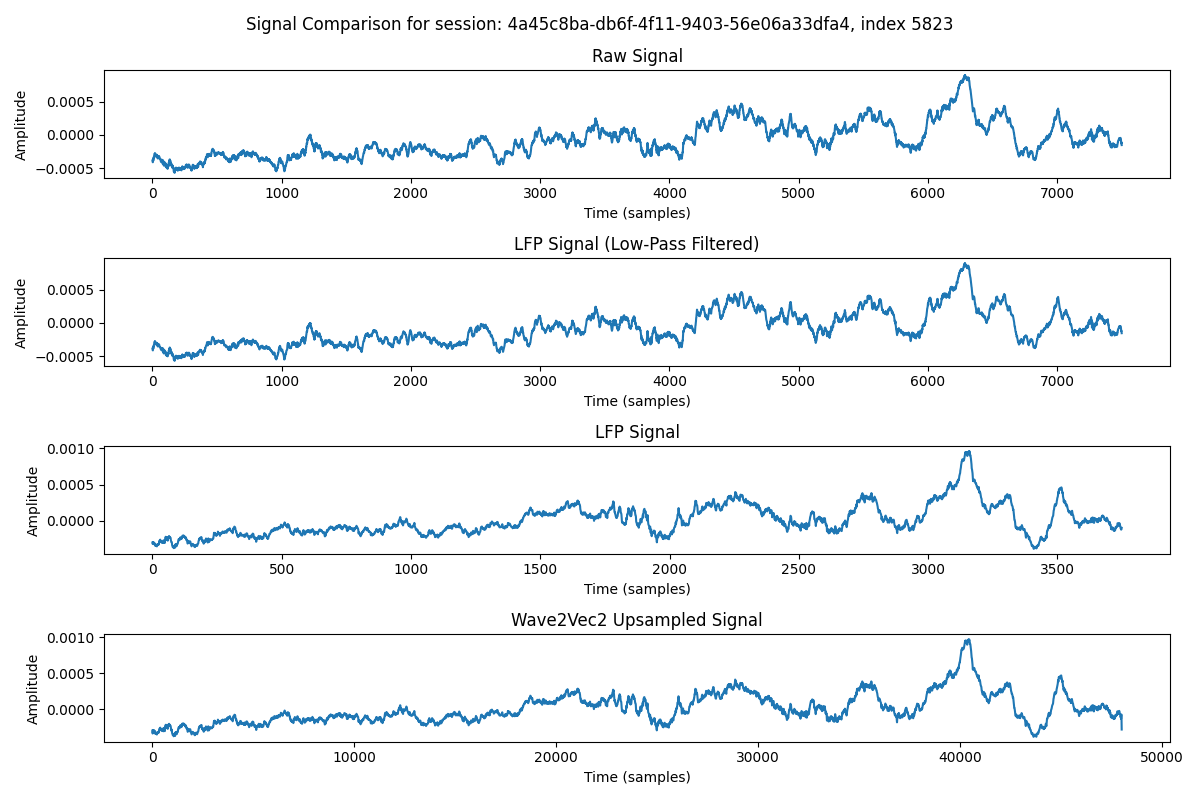 Signal Comparison for session: 4a45c8ba-db6f-4f11-9403-56e06a33dfa4, index 5823
Raw Signal
Amplitude
0.0005
0.0000
−0.0005
0 1000 2000 3000 4000 5000 6000 7000
Time (samples)
LFP Signal (Low-Pass Filtered)
Amplitude
0.0005
0.0000
−0.0005
0 1000 2000 3000 4000 5000 6000 7000
Time (samples)
LFP Signal
Amplitude
0.0010
0.0005
0.0000
0 500 1000 1500 2000 2500 3000 3500
Time (samples)
Wave2Vec2 Upsampled Signal
Amplitude
0.0010
0.0005
0.0000
0 10000 20000 30000 40000 50000
Time (samples)